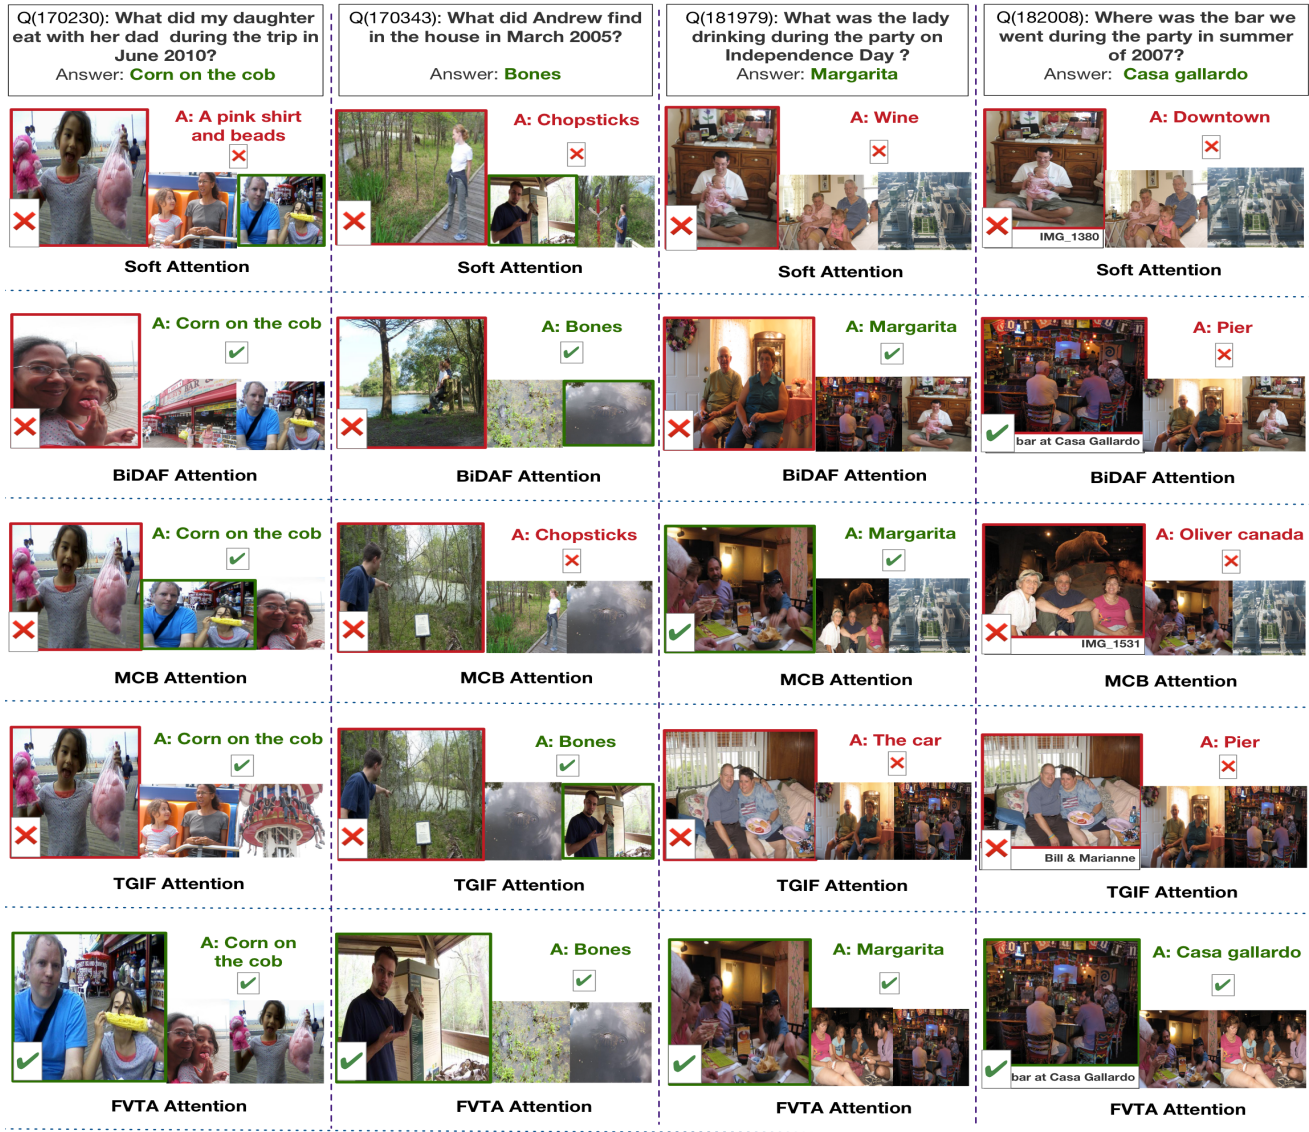 Q(170230): What did my daughter
eat with her dad during the trip in
June 2010?
Answer: Corn on the cob
Q(170343): What did Andrew find
in the house in March 2005?
Answer: Bones
Q(181979): What was the lady
drinking during the party on
Independence Day ?
Answer: Margarita
Q(182008): Where was the bar we
went during the party in summer
of 2007?
Answer: Casa gallardo
A: A pink shirt
and beads
Soft Attention
A: Chopsticks
Soft Attention
A: Wine
Soft Attention
A: Downtown
IMG_1380
Soft Attention
A: Corn on the cob
BiDAF Attention
A: Bones
BiDAF Attention
A: Margarita
BiDAF Attention
A: Pier
bar at Casa Gallardo
BiDAF Attention
A: Corn on the cob
MCB Attention
A: Chopsticks
MCB Attention
A: Margarita
MCB Attention
A: Oliver canada
IMG_1531
MCB Attention
A: Corn on the cob
TGIF Attention
A: Bones
TGIF Attention
A: The car
TGIF Attention
A: Pier
Bill & Marianne
TGIF Attention
A: Corn on
the cob
FVTA Attention
A: Bones
FVTA Attention
A: Margarita
FVTA Attention
A: Casa gallardo
bar at Casa Gallardo
FVTA Attention